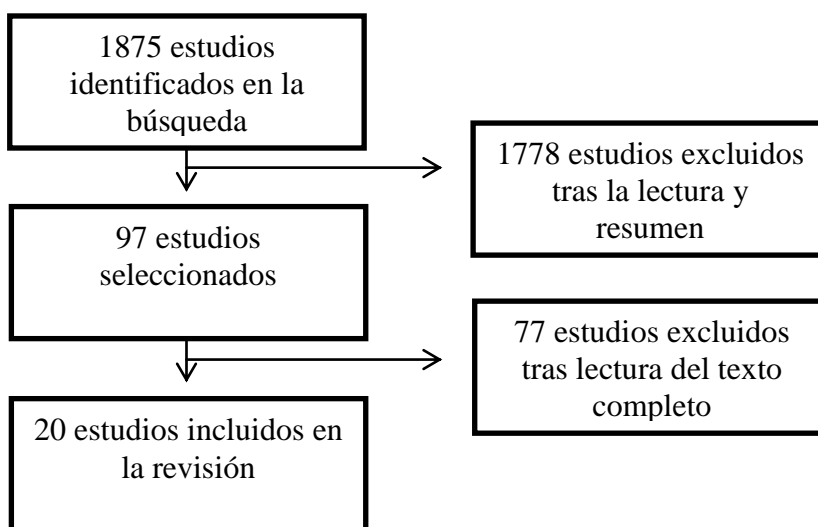 1875 estudios
identificados en la
búsqueda
1778 estudios excluidos
tras la lectura y
resumen
97 estudios
seleccionados
77 estudios excluidos
tras lectura del texto
completo
20 estudios incluidos en
la revisión